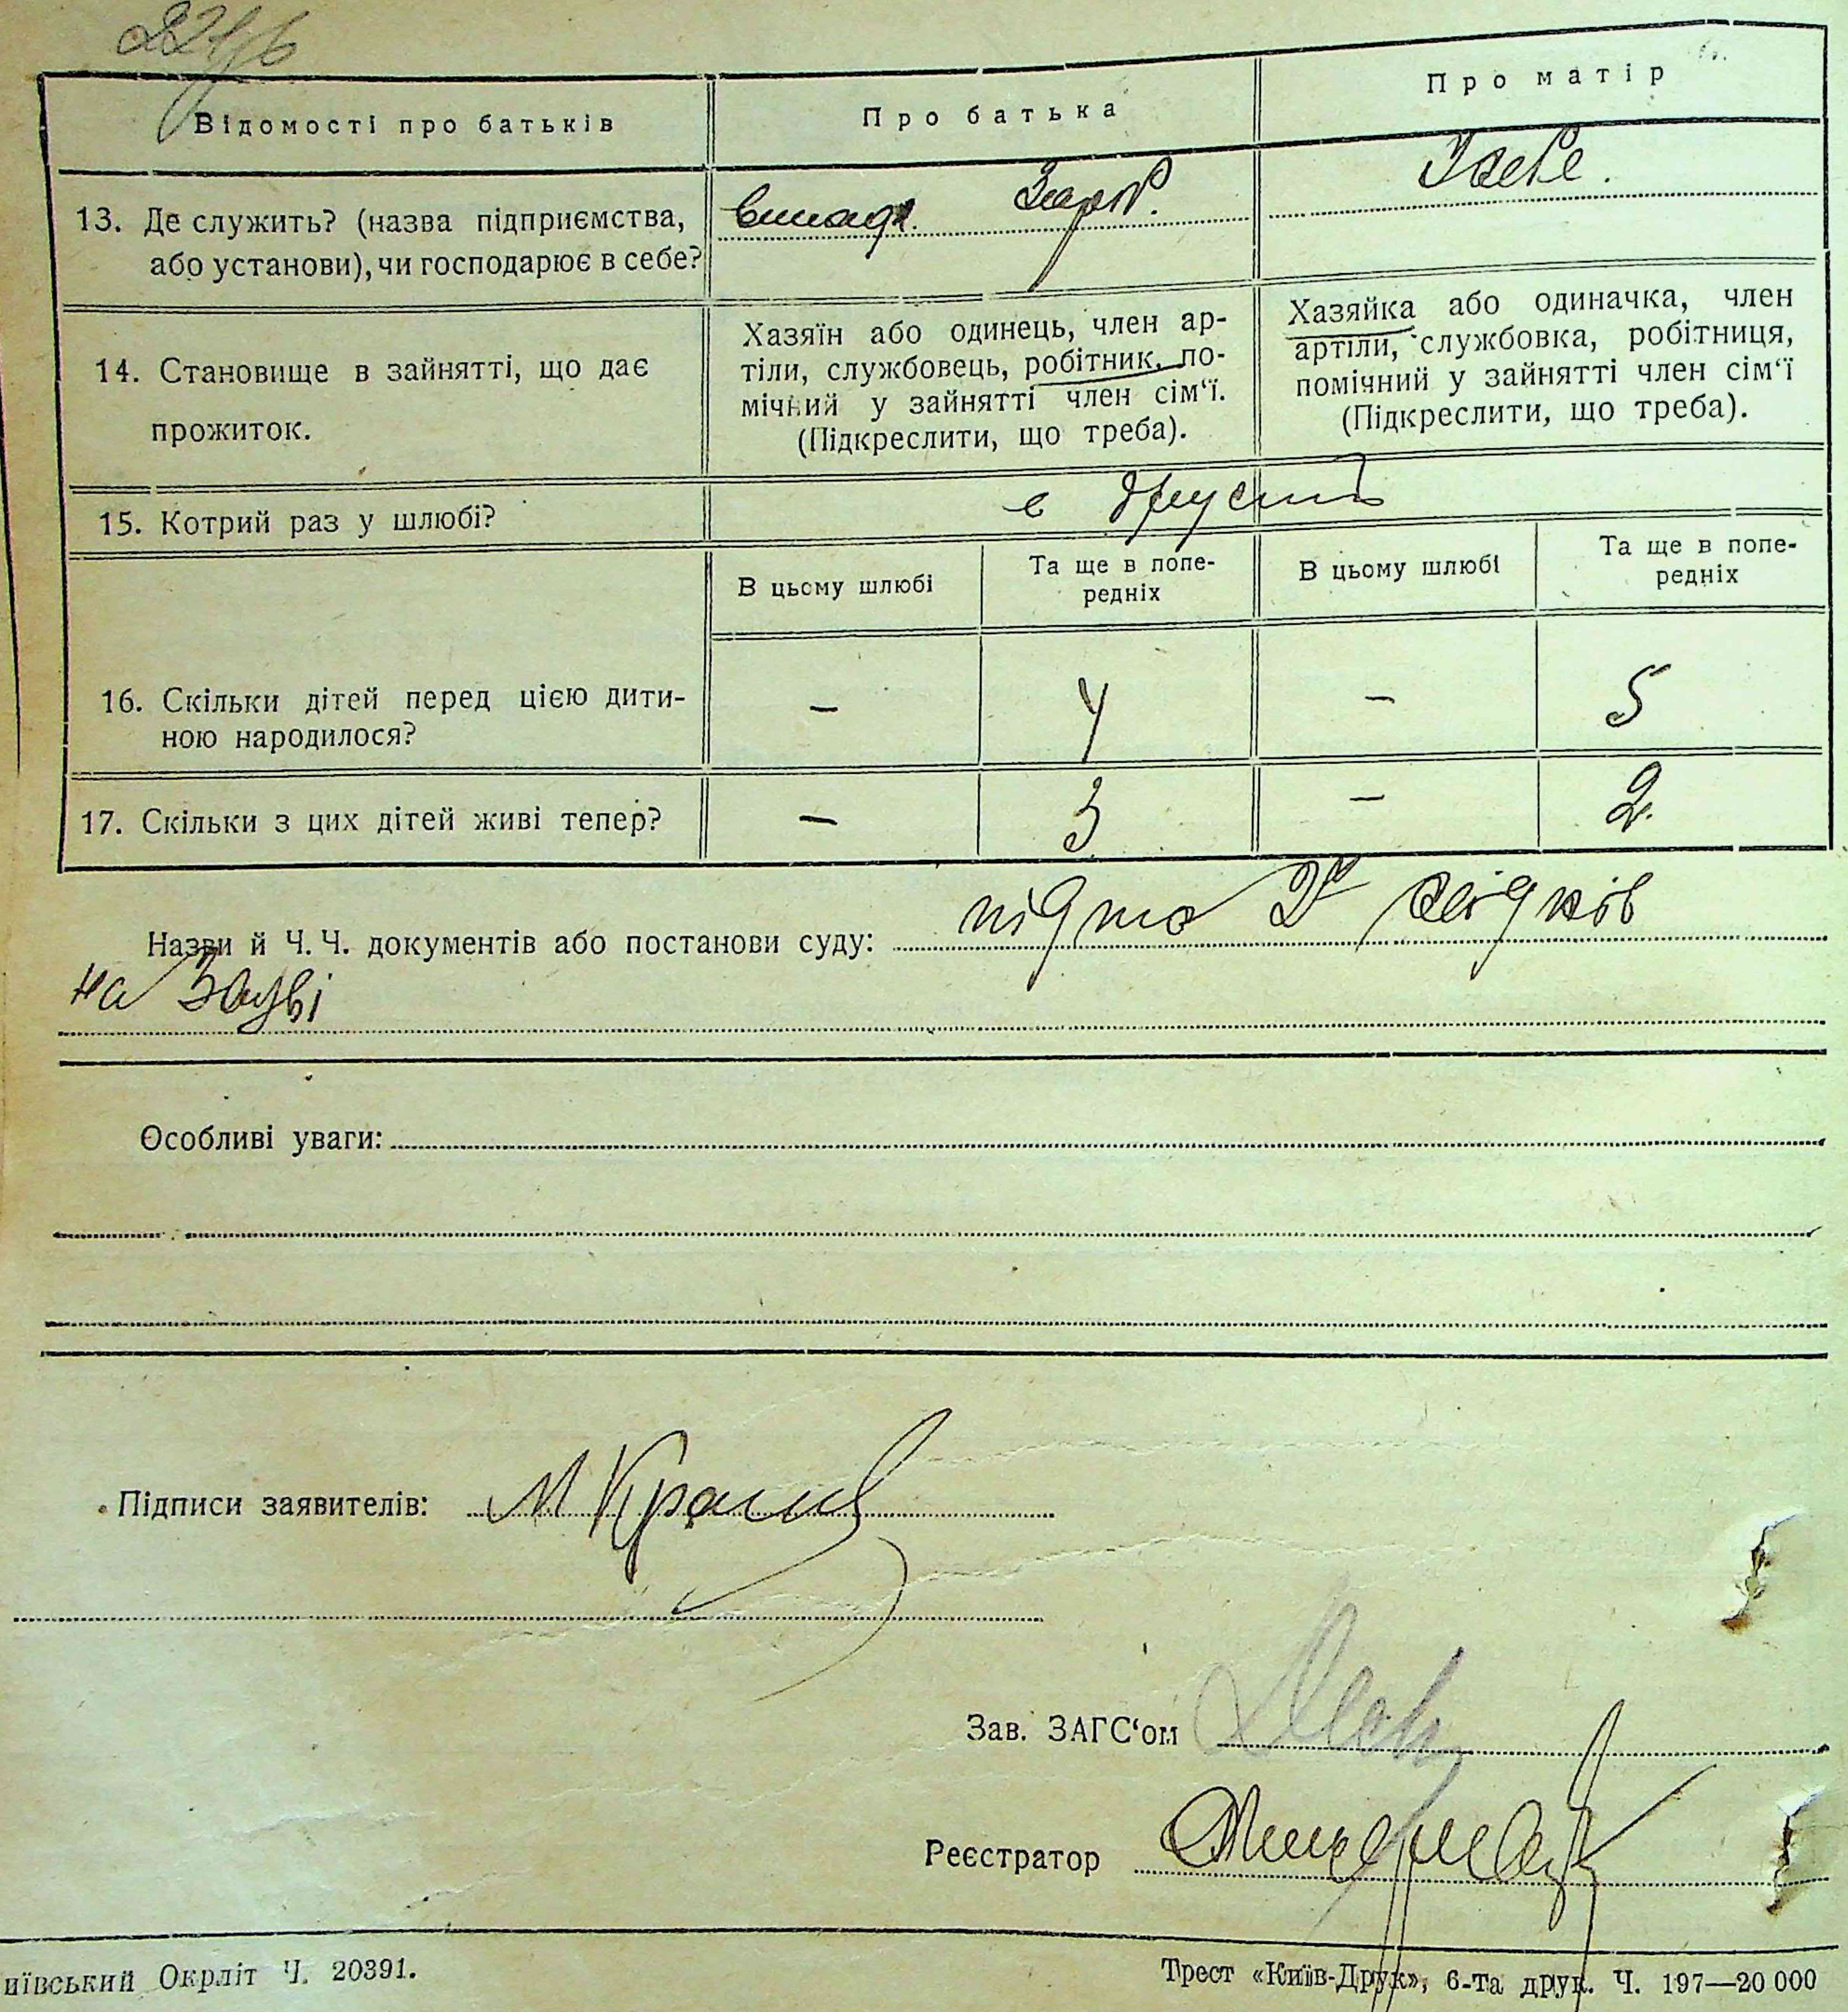 Відомості про батьків
Про батька
Про матір
13. Де служить? (назва підприємства,
або установи), чи господарює в себе?
випадк. Зароб.
14. Становище в зайнятті, що дає
прожиток.
Хазяїн або одинець, член ар-
тіли, службовець, робітник, по-
мічний у зайнятті член сім‘ї.
(Підкреслити, що треба).
Хазяйка або одиначка, член
артіли, службовка, робітниця,
помічний у зайнятті член сім‘ї
(Підкреслити, що треба).
15. Котрий раз у шлюбі?
В цьому шлюбі
Та ще в попе-
редніх
В цьому шлюбі
Та ще в попе-
редніх
16. Скільки дітей перед цією дити-
ною народилося?
– 4 – 5
17. Скільки з цих дітей живі тепер?
– 3 – 2
Назви й Ч. Ч. документів або постанови суду: свідків
на заяві
Особливі уваги:
Підписи заявителів:
Зав. ЗАГС‘ом
Реєстратор
иївський Окрліт Ч. 20391.
Трест «Київ-Друк», 6-та друк. Ч. 197—20 000